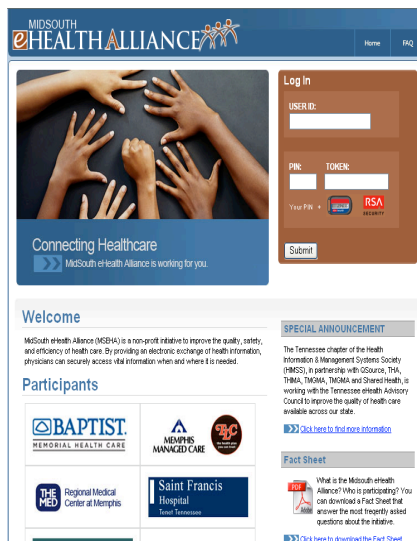 MIDSOUTH
eHEALTHALLIANCE
Home
FAQ
Log In
USER ID:
PIN:
TOKEN:
Your PIN +
RSA
SECURITY
Submit
Connecting Healthcare
MidSouth eHealth Alliance is working for you.
Welcome
MidSouth eHealth Alliance (MSEHA) is a non-profit initiative to improve the quality, safety,
and efficiency of health care. By providing an electronic exchange of health information,
physicians can securely access vital information when and where it is needed.
Participants
BAPTIST.
MEMORIAL HEALTH CARE
MEMPHIS
MANAGED CARE
THE
MED
Regional Medical
Center at Memphis
Saint Francis
Hospital
Tenet Tennessee
SPECIAL ANNOUNCEMENT
The Tennessee chapter of the Health
Information & Management Systems Society
(HIMSS), in partnership with QSource, THA,
THIMA, TMGMA, TMGMA and Shared Health, is
working with the Tennessee eHealth Advisory
Council to improve the quality of health care
available across our state.
Click here to find more information
Fact Sheet
PDF
Adobe
What is the Midsouth eHealth
Alliance? Who is participating? You
can download a Fact Sheet that
answer the most freqently asked
questions about the initiative.
Click here to download the Fact Sheet